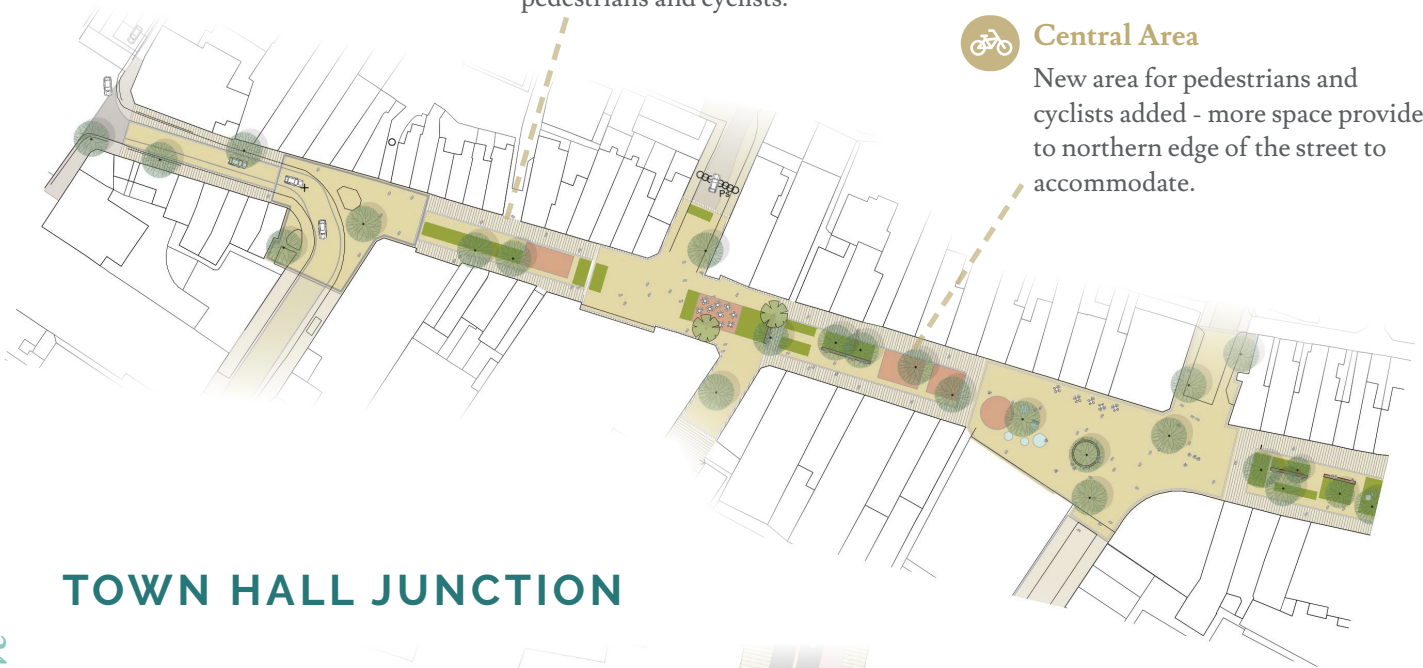 pedestrians and cyclists.
Central Area
New area for pedestrians and
cyclists added - more space provide
to northern edge of the street to
accommodate.
TOWN HALL JUNCTION